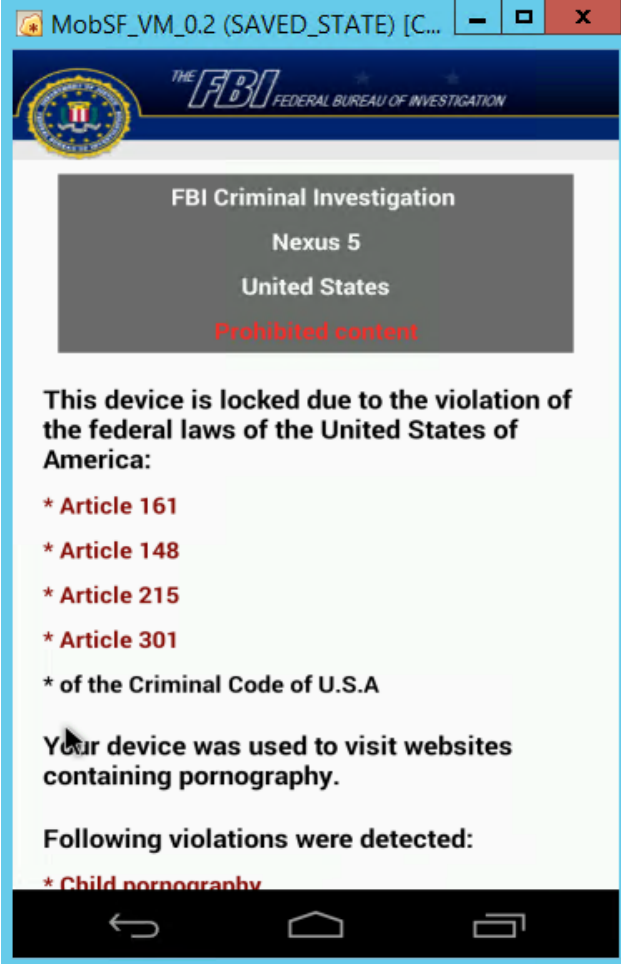 MobSF_VM_0.2 (SAVED_STATE) [C...
THE FBI FEDERAL BUREAU OF INVESTIGATION
FBI Criminal Investigation
Nexus 5
United States
Prohibited content
This device is locked due to the violation of
the federal laws of the United States of
America:
* Article 161
* Article 148
* Article 215
* Article 301
* of the Criminal Code of U.S.A
Your device was used to visit websites
containing pornography.
Following violations were detected:
* Child pornography